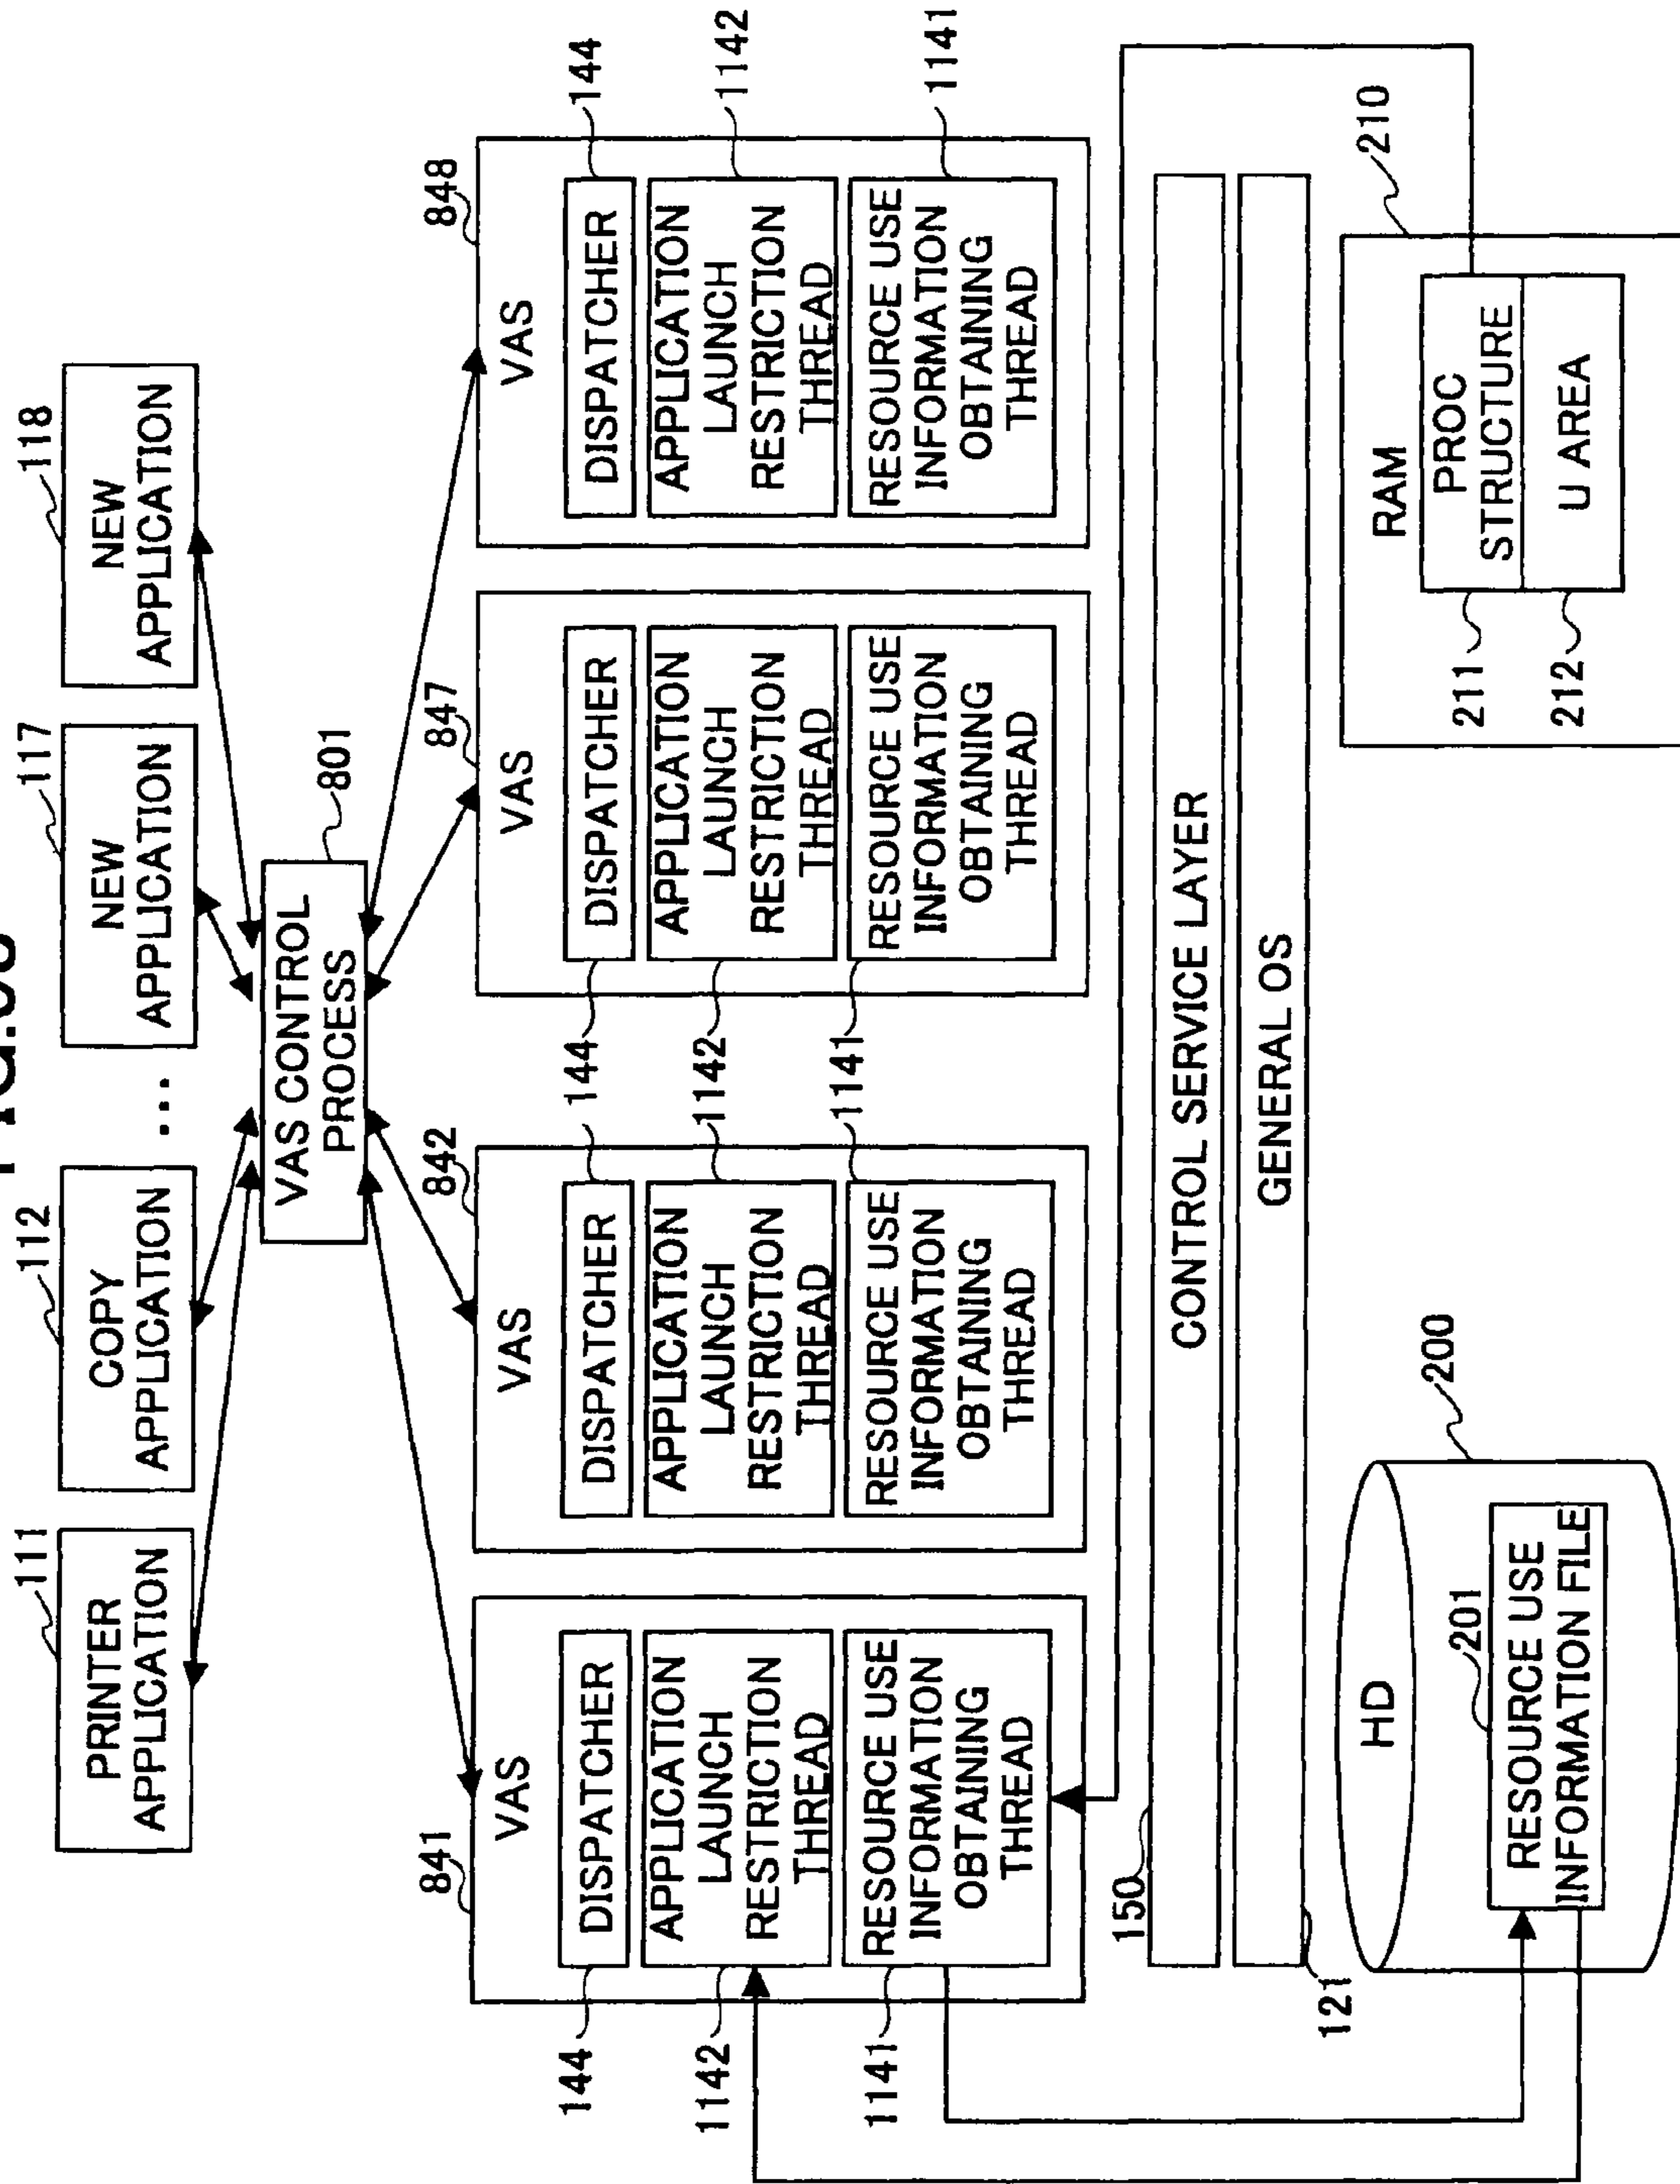 111
PRINTER
APPLICATION
112
COPY
APPLICATION
...
117
NEW
APPLICATION
118
NEW
APPLICATION
VAS CONTROL
PROCESS
801
841
VAS
DISPATCHER
APPLICATION
LAUNCH
RESTRICTION
THREAD
RESOURCE USE
INFORMATION
OBTAINING
THREAD
144
1142
1141
842
VAS
DISPATCHER
APPLICATION
LAUNCH
RESTRICTION
THREAD
RESOURCE USE
INFORMATION
OBTAINING
THREAD
144
1142
1141
847
VAS
DISPATCHER
APPLICATION
LAUNCH
RESTRICTION
THREAD
RESOURCE USE
INFORMATION
OBTAINING
THREAD
144
1142
1141
848
VAS
DISPATCHER
APPLICATION
LAUNCH
RESTRICTION
THREAD
RESOURCE USE
INFORMATION
OBTAINING
THREAD
144
1142
1141
150
CONTROL SERVICE LAYER
GENERAL OS
121
HD
200
201
RESOURCE USE
INFORMATION FILE
210
RAM
PROC
STRUCTURE
U AREA
211
212